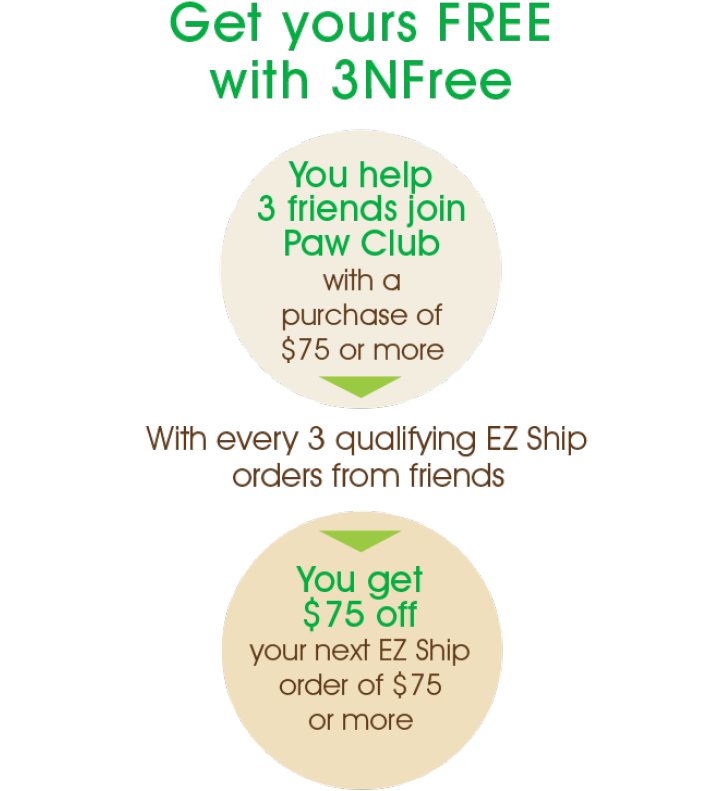 Get yours FREE
with 3NFree
You help
3 friends join
Paw Club
with a
purchase of
$75 or more
With every 3 qualifying EZ Ship
orders from friends
You get
$75 off
your next EZ Ship
order of $75
or more